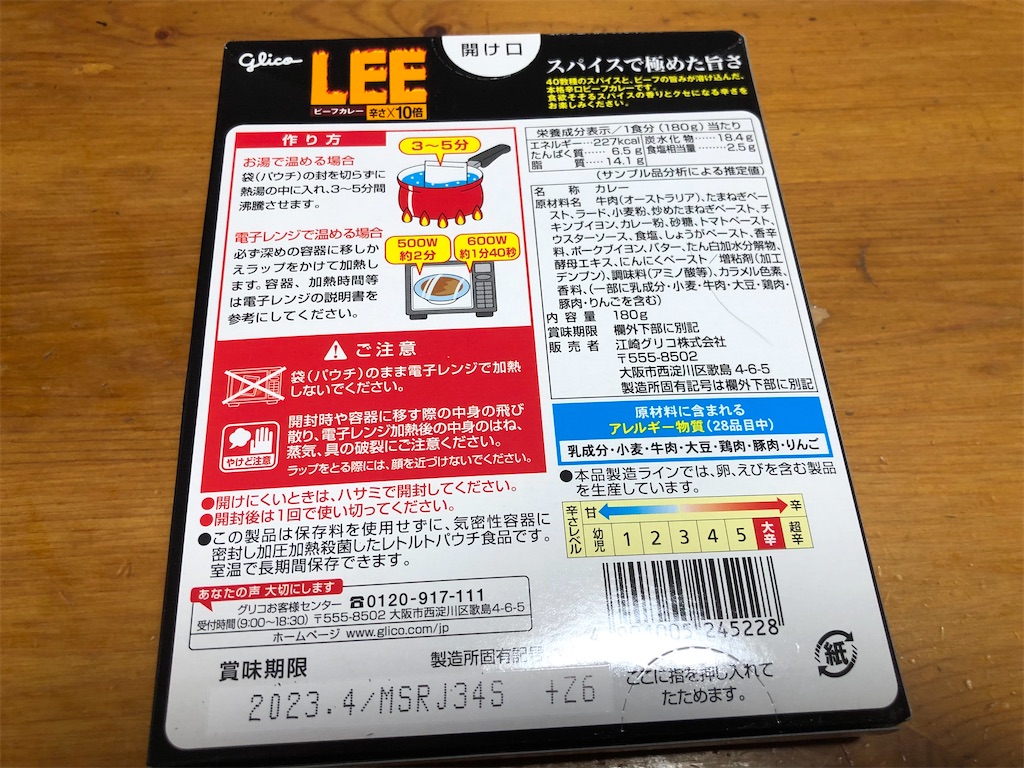 glico
LEE
ビーフカレー 辛さ×10倍
開け口
スパイスで極めた旨さ
40数種のスパイスと、ビーフの旨みが溶け込んだ、
本格辛口ビーフカレーです。
食欲そそるスパイスの香りとクセになる辛さを
お楽しみください。
作り方
お湯で温める場合
袋(パウチ)の封を切らずに
熱湯の中に入れ、3~5分間
沸騰させます。
3~5分
電子レンジで温める場合
必ず深めの容器に移しか
えラップをかけて加熱し
ます。容器、加熱時間等
は電子レンジの説明書を
参考にしてください。
500W
約2分
600W
約1分40秒
ご注意
袋(パウチ)のまま電子レンジで加熱
しないでください。
やけど注意
開封時や容器に移す際の中身の飛び
散り、電子レンジ加熱後の中身のはね、
蒸気、具の破裂にご注意ください。
ラップをとる際には、顔を近づけないでください。
●開けにくいときは、ハサミで開封してください。
●開封後は1回で使い切ってください。
●この製品は保存料を使用せずに、気密性容器に
密封し加圧加熱殺菌したレトルトパウチ食品です。
室温で長期間保存できます。
あなたの声 大切にします
グリコお客様センター ☎0120-917-111
受付時間(9:00~18:30) 〒555-8502 大阪市西淀川区歌島4-6-5
ホームページ www.glico.com/jp
賞味期限
製造所固有記号
2023.4/MSRJ34S +Z6
栄養成分表示/1食分(180g)当たり
エネルギー…227kcal 炭水化物……18.4g
たんぱく質……6.5g 食塩相当量……2.5g
脂質……14.1g
(サンプル品分析による推定値)
名称 カレー
原材料名 牛肉(オーストラリア)、たまねぎペー
スト、ラード、小麦粉、炒めたまねぎペースト、チ
キンブイヨン、カレー粉、砂糖、トマトペースト、
ウスターソース、食塩、しょうがペースト、香辛
料、ポークブイヨン、バター、たん白加水分解物、
酵母エキス、にんにくペースト/増粘剤(加工
デンプン)、調味料(アミノ酸等)、カラメル色素、
香料、(一部に乳成分・小麦・牛肉・大豆・鶏肉・
豚肉・りんごを含む)
内容量 180g
賞味期限 欄外下部に別記
販売者 江崎グリコ株式会社
〒555-8502
大阪市西淀川区歌島 4-6-5
製造所固有記号は欄外下部に別記
原材料に含まれる
アレルギー物質(28品目中)
乳成分・小麦・牛肉・大豆・鶏肉・豚肉・りんご
●本品製造ラインでは、卵、えびを含む製品
を生産しています。
辛さレベル
甘 辛
幼児 1 2 3 4 5 大辛 超辛
245228
紙
ここに指を押し入れて
たためます。